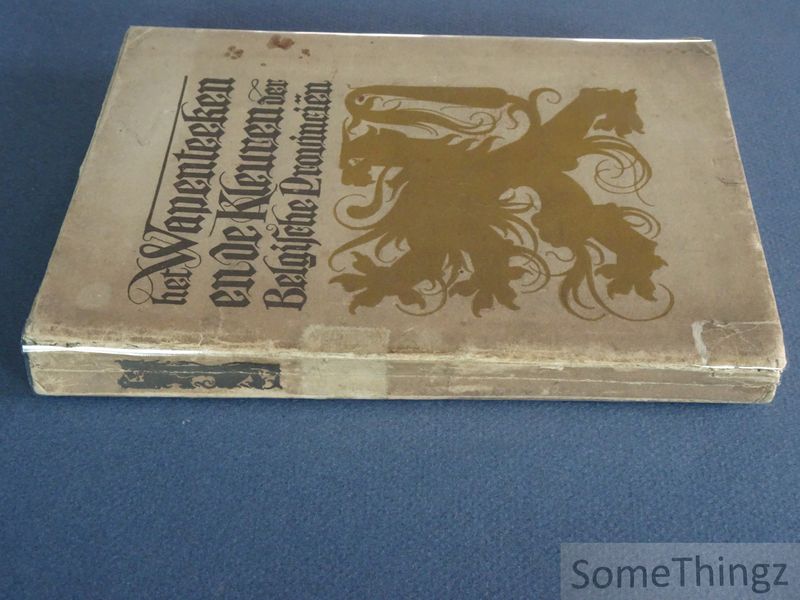 het Wapenteeken
en de Kleuren der
Belgische Provinciën
SomeThingz